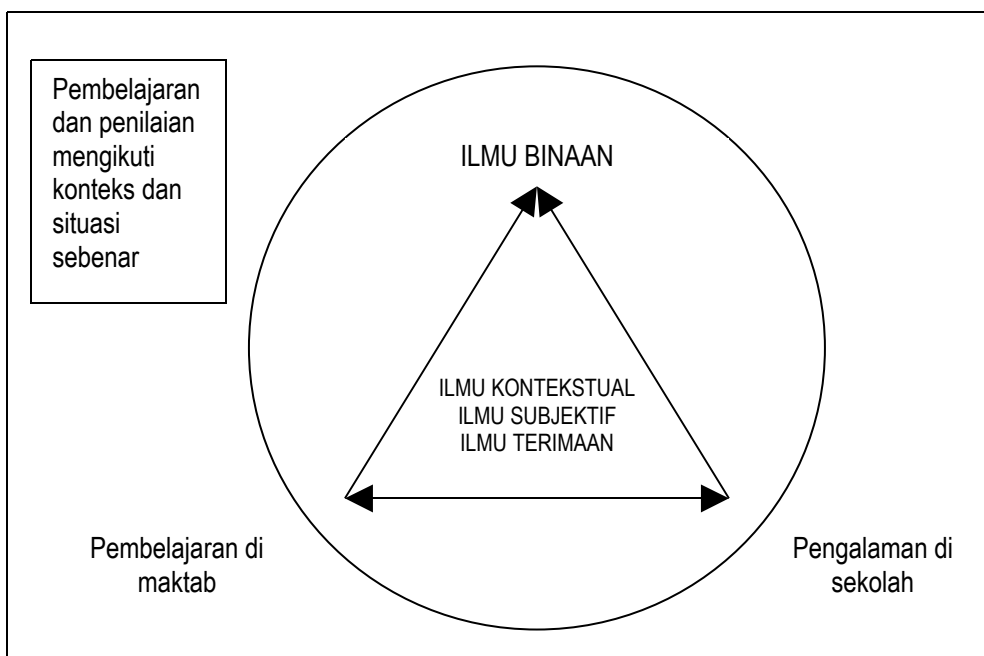 Pembelajaran
dan penilaian
mengikuti
konteks dan
situasi
sebenar
ILMU BINAAN
ILMU KONTEKSTUAL
ILMU SUBJEKTIF
ILMU TERIMAAN
Pembelajaran di
maktab
Pengalaman di
sekolah